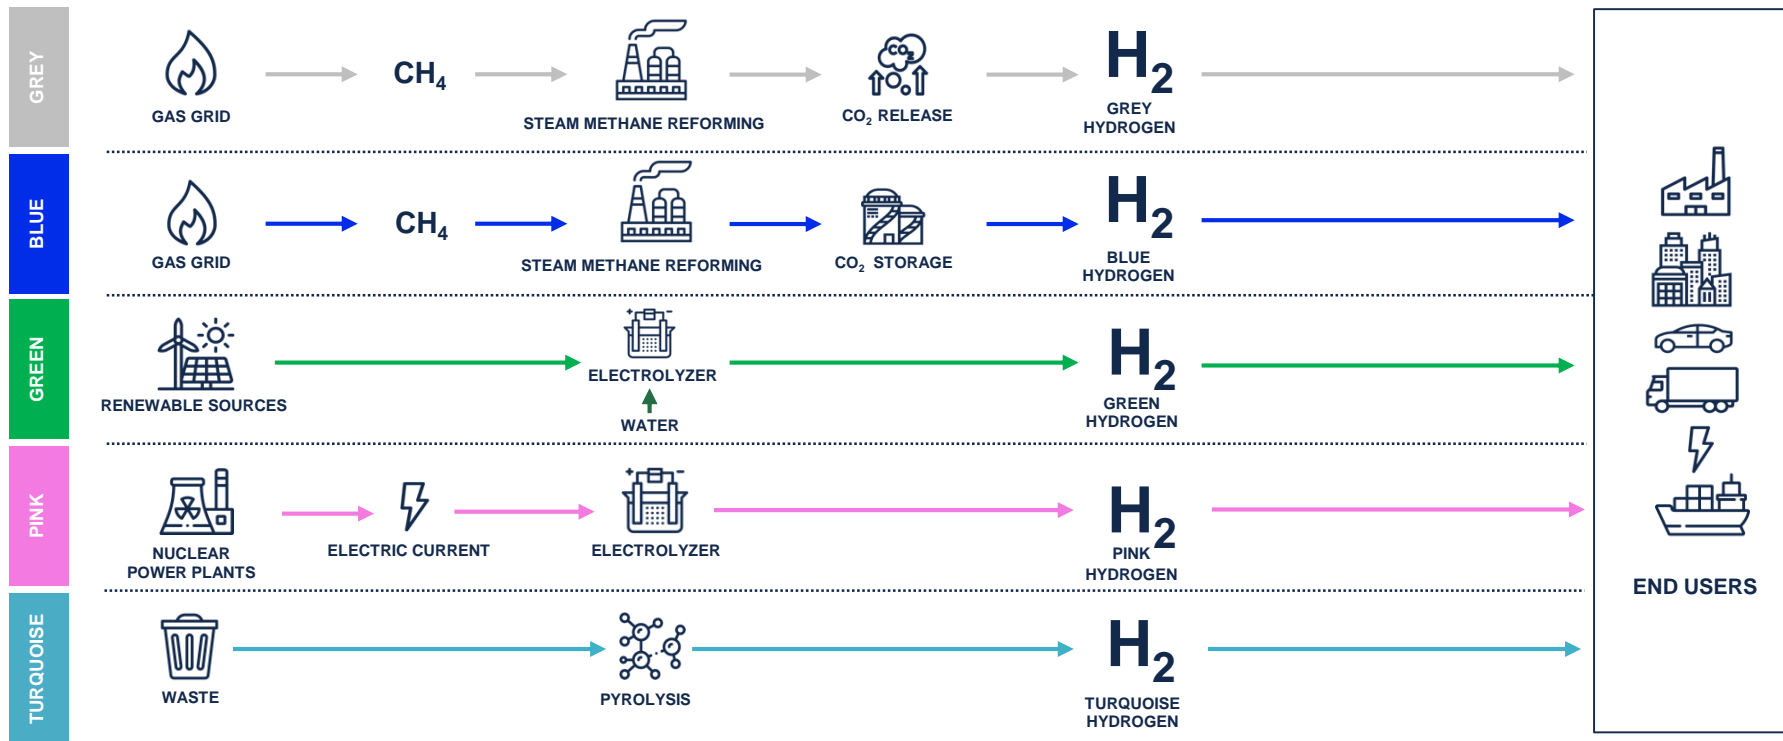 GREY
GAS GRID
CH₄
STEAM METHANE REFORMING
CO₂
CO₂ RELEASE
H₂
GREY
HYDROGEN
BLUE
GAS GRID
CH₄
STEAM METHANE REFORMING
CO₂ STORAGE
H₂
BLUE
HYDROGEN
GREEN
RENEWABLE SOURCES
+ −
ELECTROLYZER
WATER
H₂
GREEN
HYDROGEN
PINK
NUCLEAR
POWER PLANTS
ELECTRIC CURRENT
+ −
ELECTROLYZER
H₂
PINK
HYDROGEN
TURQUOISE
WASTE
PYROLYSIS
H₂
TURQUOISE
HYDROGEN
END USERS